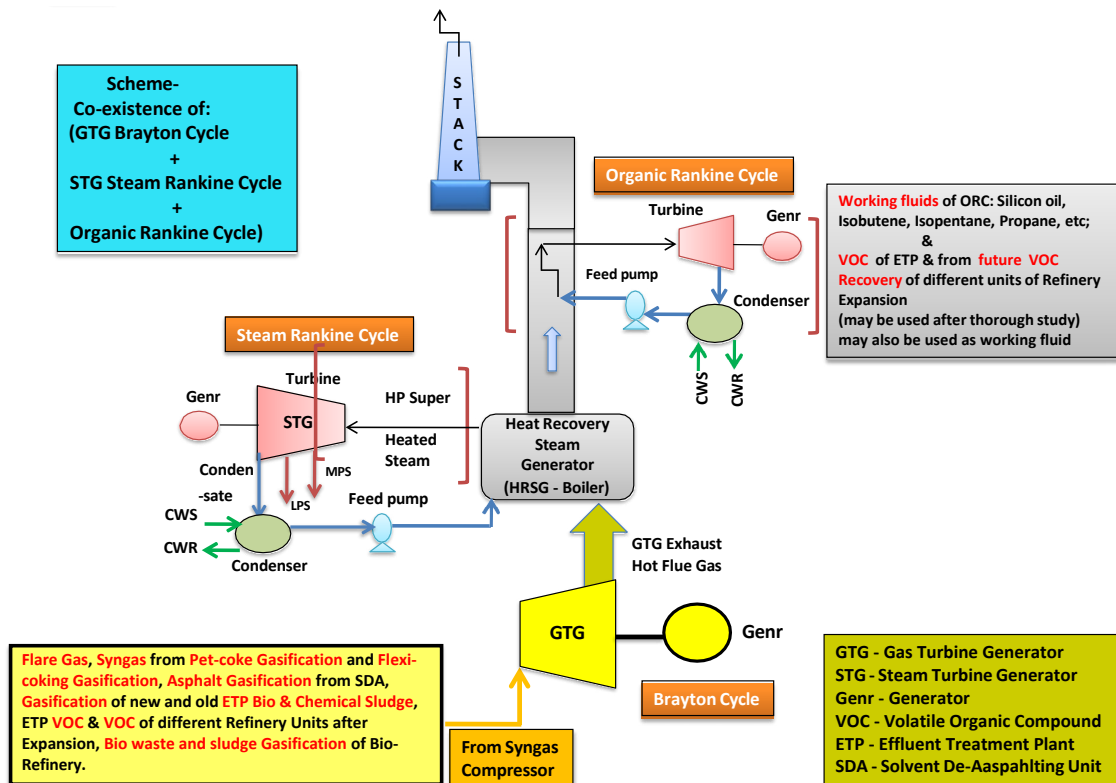 Scheme-
Co-existence of:
(GTG Brayton Cycle
+
STG Steam Rankine Cycle
+
Organic Rankine Cycle)
S
T
A
C
K
Organic Rankine Cycle
Turbine
Genr
Feed pump
Condenser
CWS
CWR
Working fluids of ORC: Silicon oil,
Isobutene, Isopentane, Propane, etc;
&
VOC of ETP & from future VOC
Recovery of different units of Refinery
Expansion
(may be used after thorough study)
may also be used as working fluid
Steam Rankine Cycle
Turbine
Genr
STG
HP Super
Heated
Steam
Conden
-sate
MPS
LPS
Feed pump
CWS
CWR
Condenser
Heat Recovery
Steam
Generator
(HRSG - Boiler)
GTG Exhaust
Hot Flue Gas
GTG
Genr
Brayton Cycle
From Syngas
Compressor
Flare Gas, Syngas from Pet-coke Gasification and Flexi-
coking Gasification, Asphalt Gasification from SDA,
Gasification of new and old ETP Bio & Chemical Sludge,
ETP VOC & VOC of different Refinery Units after
Expansion, Bio waste and sludge Gasification of Bio-
Refinery.
GTG - Gas Turbine Generator
STG - Steam Turbine Generator
Genr - Generator
VOC - Volatile Organic Compound
ETP - Effluent Treatment Plant
SDA - Solvent De-Aaspahlting Unit